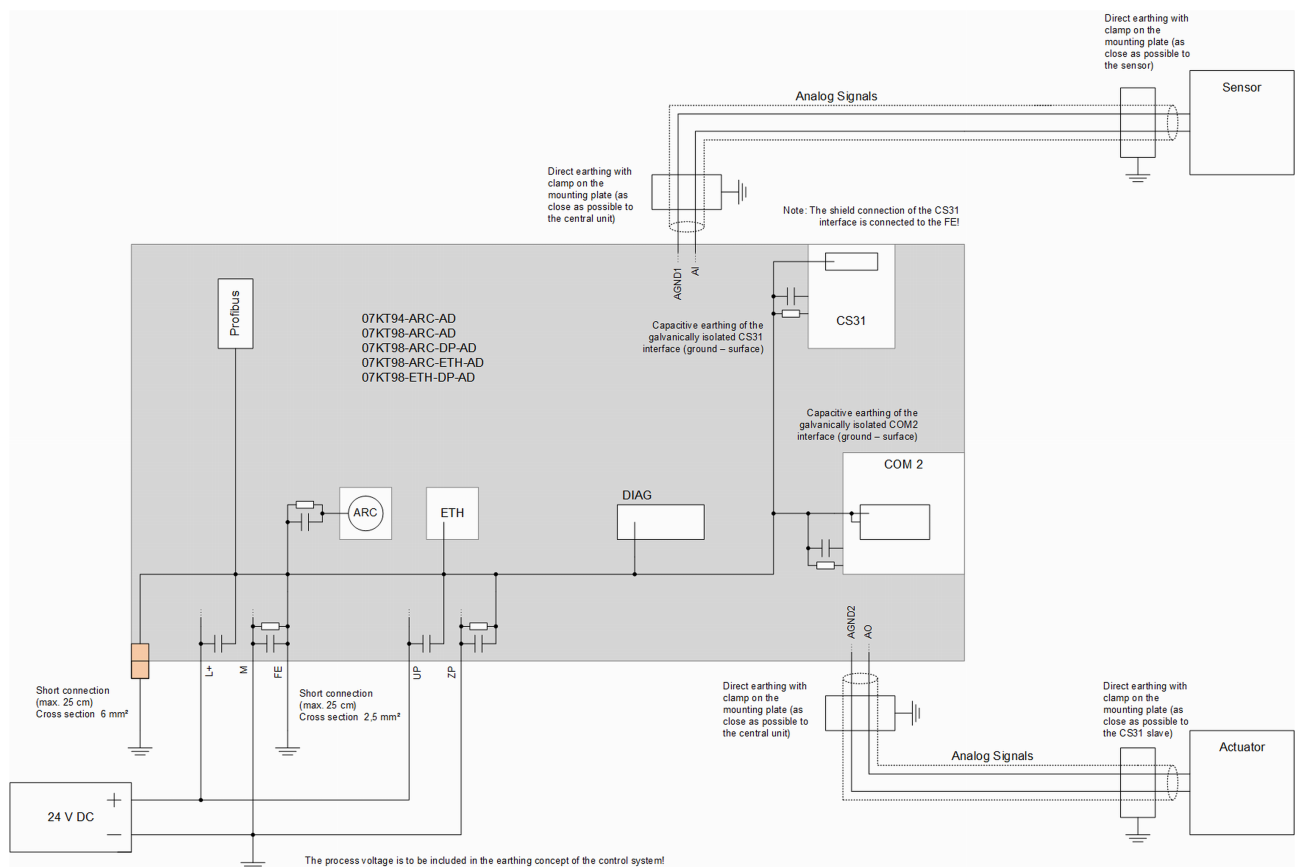 Direct earthing with
clamp on the
mounting plate (as
close as possible to
the sensor)
Sensor
Analog Signals
Direct earthing with
clamp on the
mounting plate (as
close as possible to
the central unit)
Note: The shield connection of the CS31
interface is connected to the FE!
AGND1
AI
Profibus
07KT94-ARC-AD
07KT98-ARC-AD
07KT98-ARC-DP-AD
07KT98-ARC-ETH-AD
07KT98-ETH-DP-AD
Capacitive earthing of the
galvanically isolated CS31
interface (ground – surface)
CS31
Capacitive earthing of the
galvanically isolated COM2
interface (ground – surface)
COM 2
ARC
ETH
DIAG
AGND2
AO
L+
M
FE
UP
ZP
Short connection
(max. 25 cm)
Cross section 6 mm²
Short connection
(max. 25 cm)
Cross section 2,5 mm²
Direct earthing with
clamp on the
mounting plate (as
close as possible to
the central unit)
Direct earthing with
clamp on the
mounting plate (as
close as possible to
the CS31 slave)
Analog Signals
Actuator
24 V DC
+
–
The process voltage is to be included in the earthing concept of the control system!